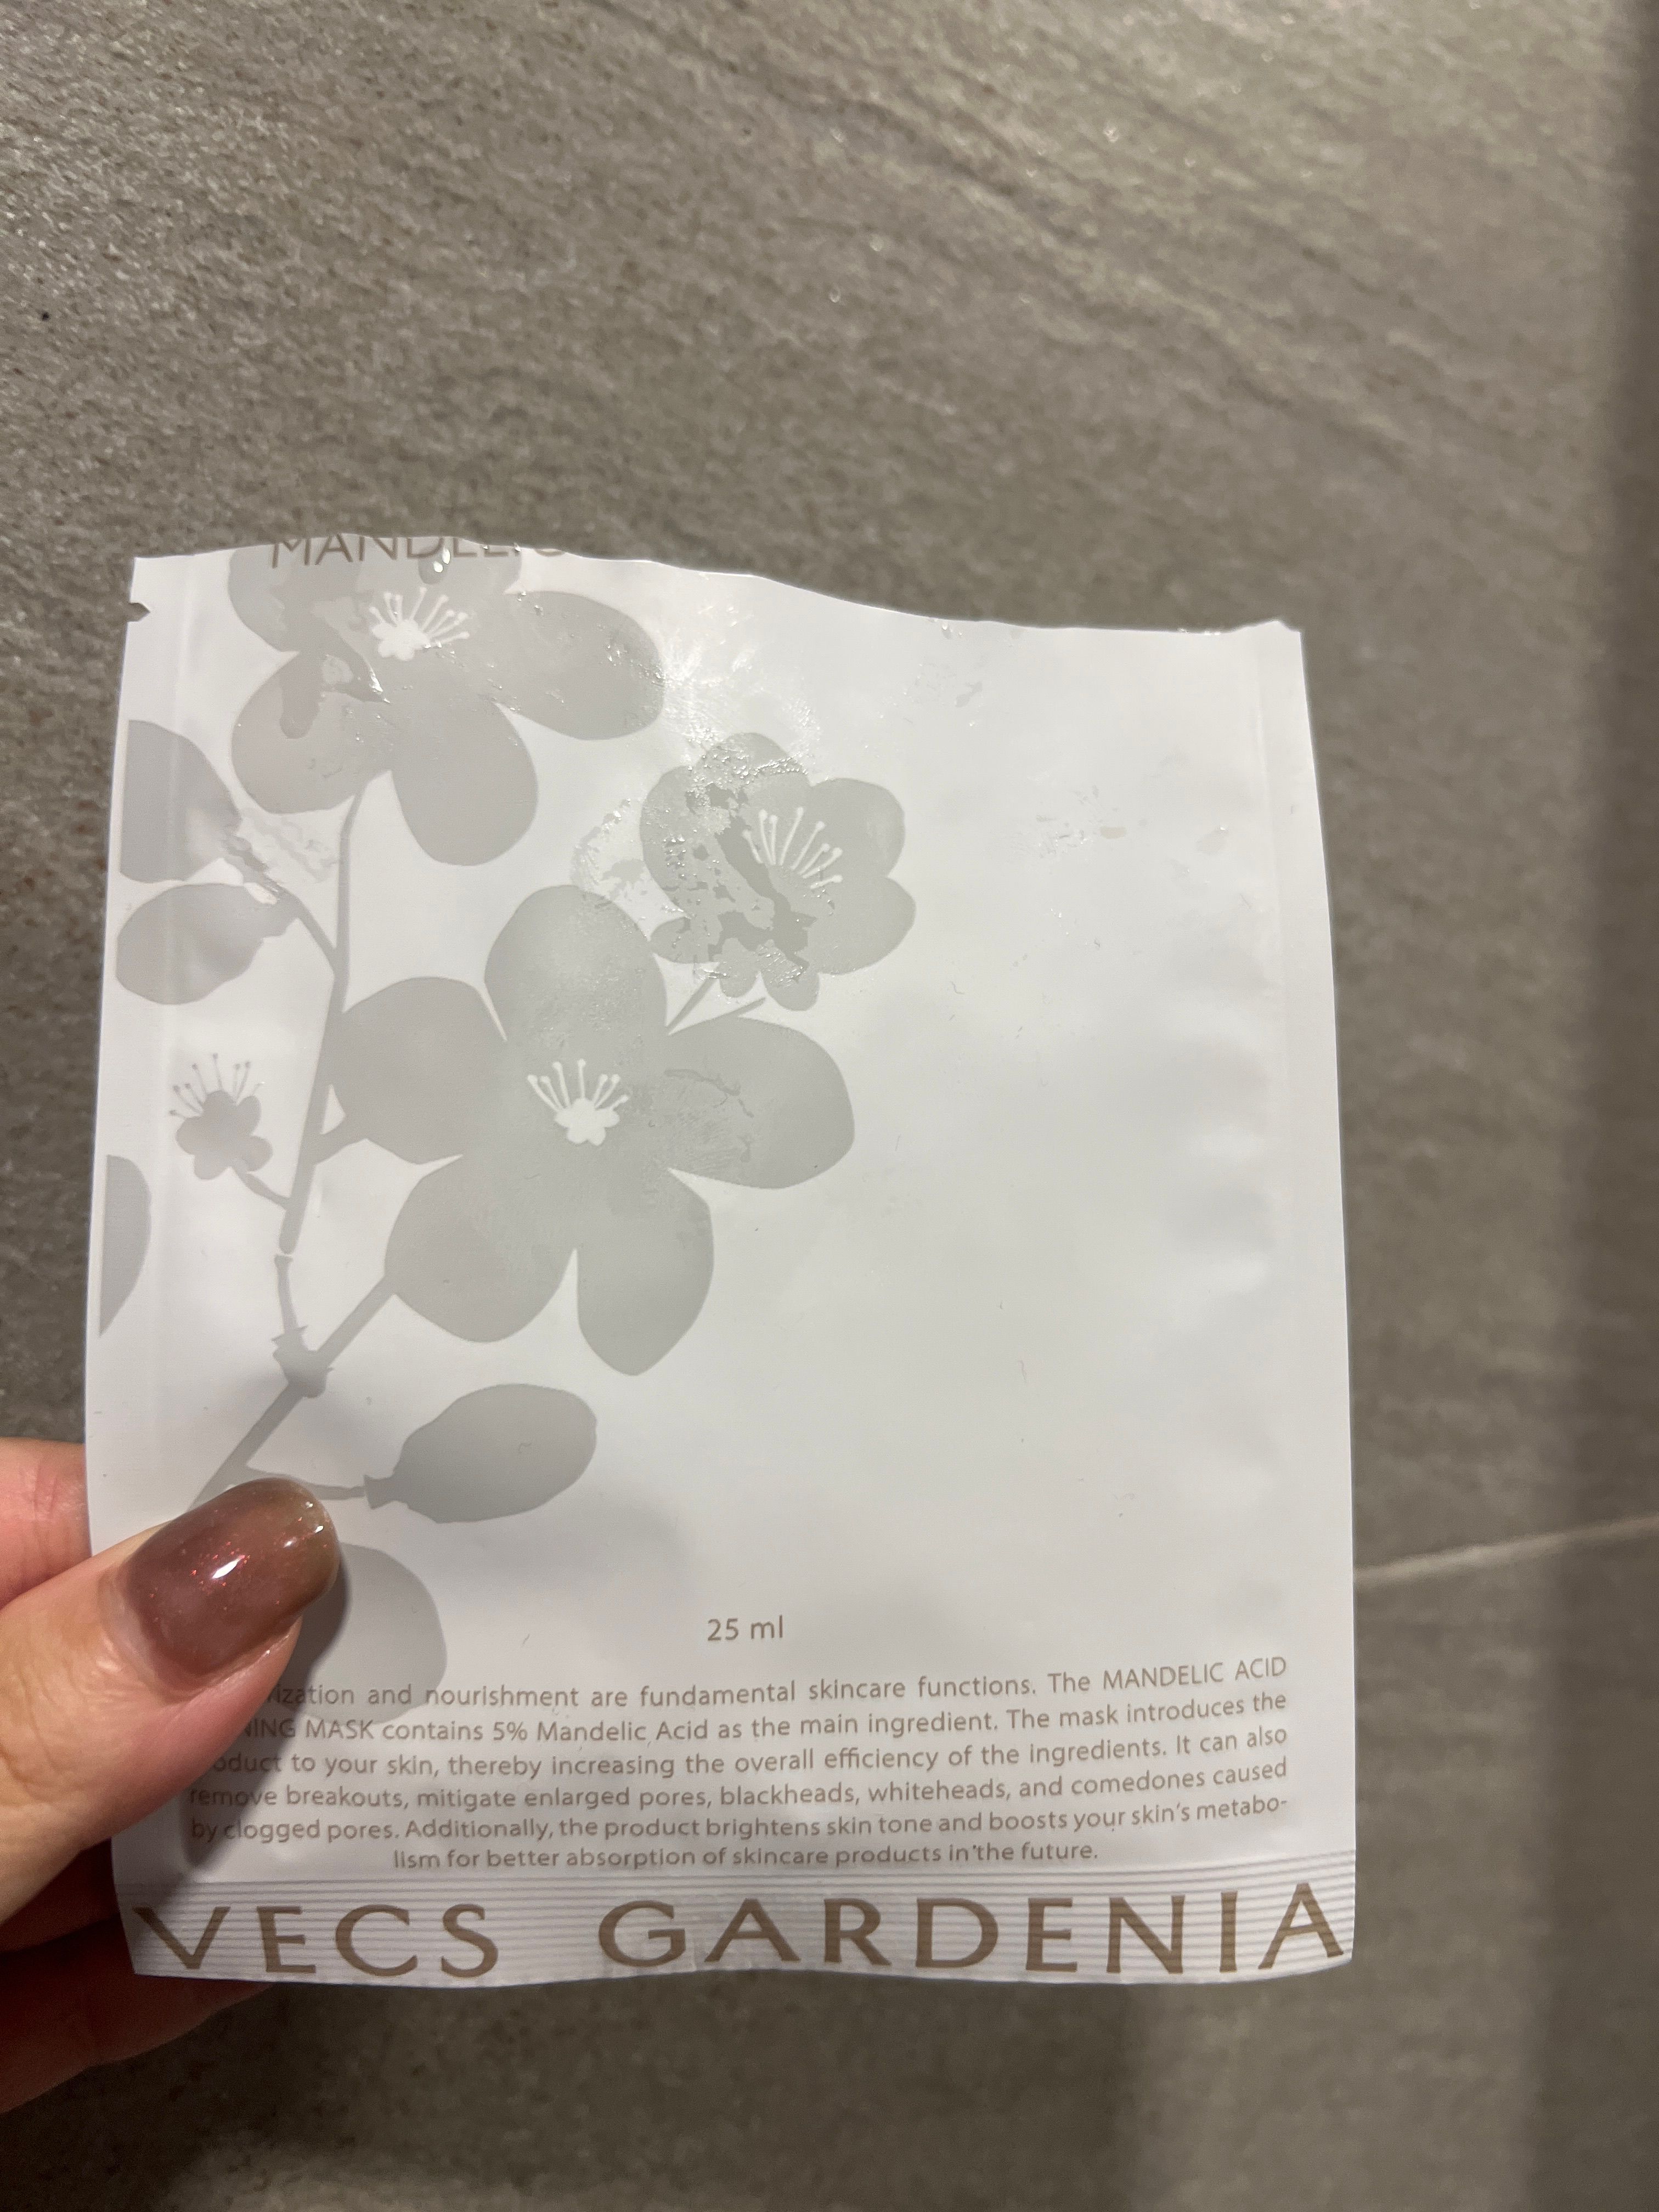 MANDELIC
25 ml
and nourishment are fundamental skincare functions. The MANDELIC ACID
MASK contains 5% Mandelic Acid as the main ingredient. The mask introduces the
to your skin, thereby increasing the overall efficiency of the ingredients. It can also
remove breakouts, mitigate enlarged pores, blackheads, whiteheads, and comedones caused
by clogged pores. Additionally, the product brightens skin tone and boosts your skin's metabo-
lism for better absorption of skincare products in the future.
VECS GARDENIA